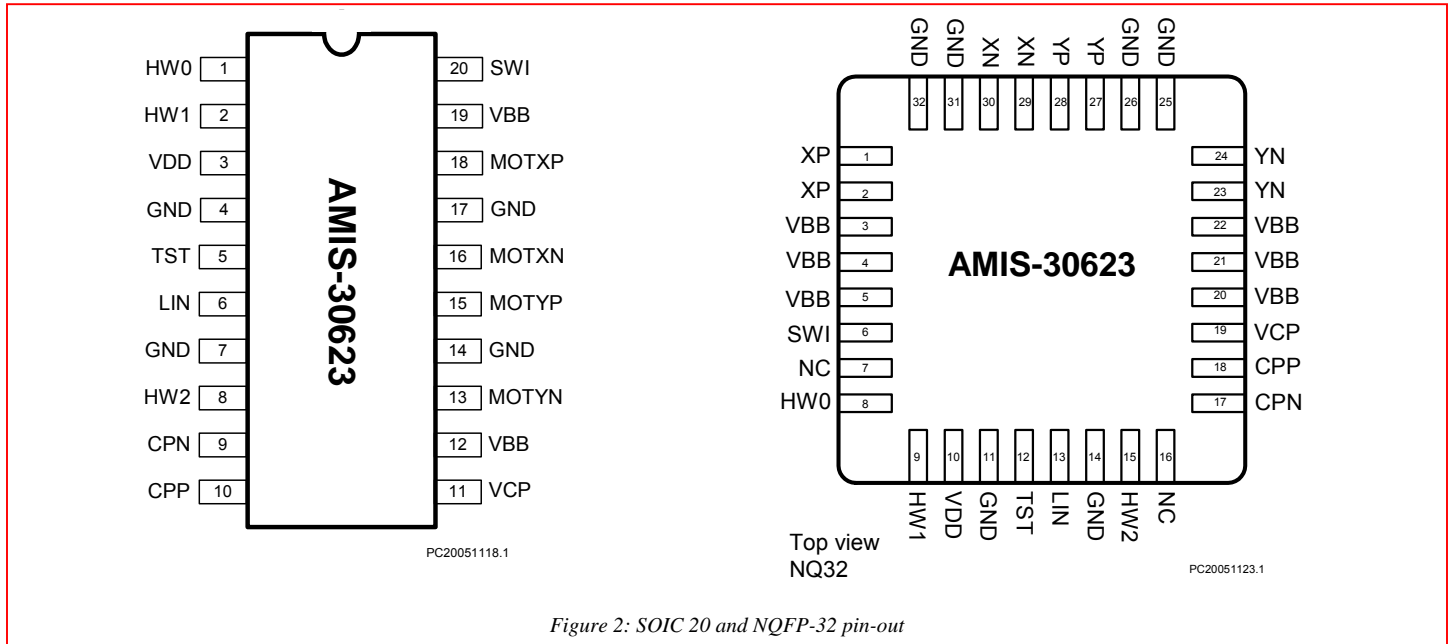 HW0 1
HW1 2
VDD 3
GND 4
TST 5
LIN 6
GND 7
HW2 8
CPN 9
CPP 10
AMIS-30623
20 SWI
19 VBB
18 MOTXP
17 GND
16 MOTXN
15 MOTYP
14 GND
13 MOTYN
12 VBB
11 VCP
PC20051118.1
GND GND XN XN YP YP GND GND
32 31 30 29 28 27 26 25
XP 1
XP 2
VBB 3
VBB 4
VBB 5
SWI 6
NC 7
HW0 8
AMIS-30623
24 YN
23 YN
22 VBB
21 VBB
20 VBB
19 VCP
18 CPP
17 CPN
9 10 11 12 13 14 15 16
HW1 VDD GND TST LIN GND HW2 NC
Top view
NQ32
PC20051123.1
Figure 2: SOIC 20 and NQFP-32 pin-out